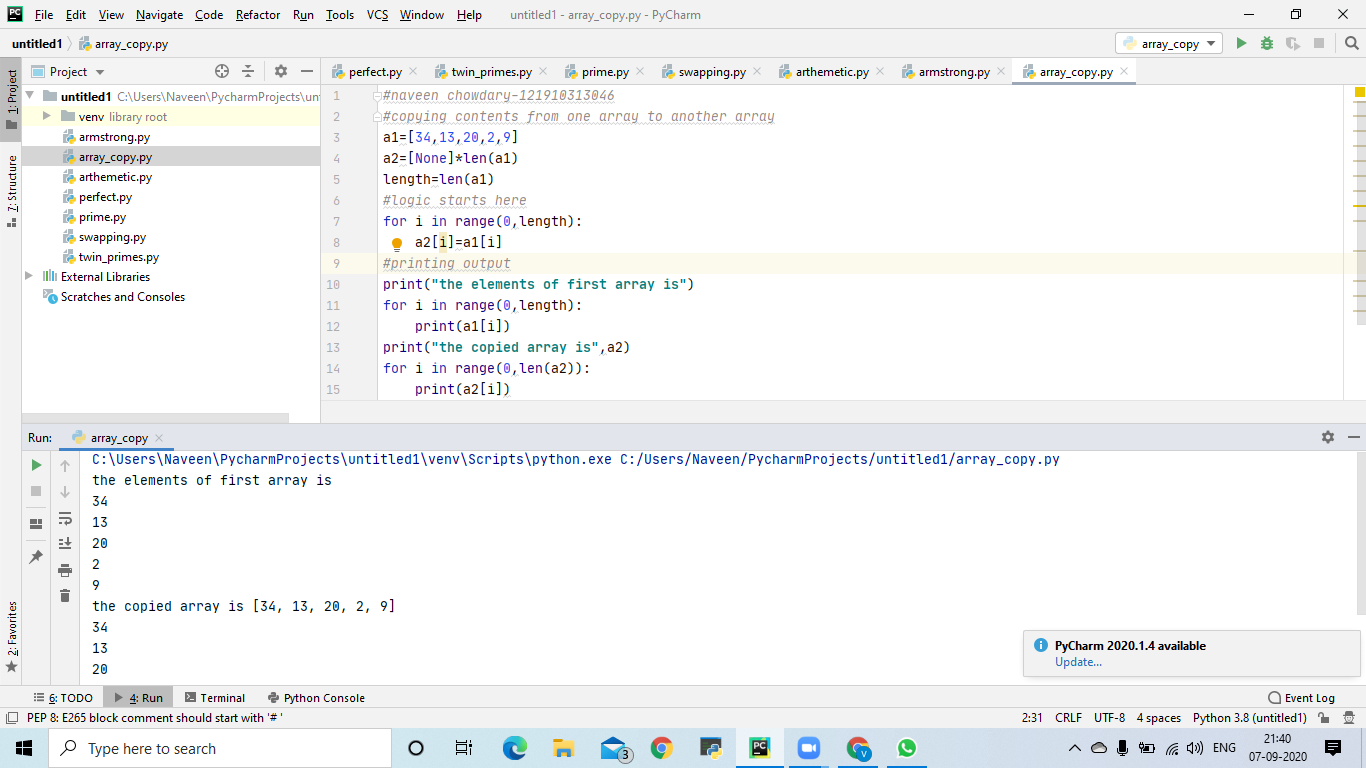 File Edit View Navigate Code Refactor Run Tools VCS Window Help untitled1 - array_copy.py - PyCharm
untitled1 array_copy.py array_copy
1: Project
Project
perfect.py twin_primes.py prime.py swapping.py arthemetic.py armstrong.py array_copy.py
untitled1 C:\Users\Naveen\PycharmProjects\un
venv library root
armstrong.py
array_copy.py
arthemetic.py
perfect.py
prime.py
swapping.py
twin_primes.py
External Libraries
Scratches and Consoles
7: Structure
2: Favorites
1 #naveen chowdary-121910313046
2 #copying contents from one array to another array
3 a1=[34,13,20,2,9]
4 a2=[None]*len(a1)
5 length=len(a1)
6 #logic starts here
7 for i in range(0,length):
8     a2[i]=a1[i]
9 #printing output
10 print("the elements of first array is")
11 for i in range(0,length):
12     print(a1[i])
13 print("the copied array is",a2)
14 for i in range(0,len(a2)):
15     print(a2[i])
Run: array_copy
C:\Users\Naveen\PycharmProjects\untitled1\venv\Scripts\python.exe C:/Users/Naveen/PycharmProjects/untitled1/array_copy.py
the elements of first array is
34
13
20
2
9
the copied array is [34, 13, 20, 2, 9]
34
13
20
PyCharm 2020.1.4 available
Update...
6: TODO 4: Run Terminal Python Console Event Log
PEP 8: E265 block comment should start with '# ' 2:31 CRLF UTF-8 4 spaces Python 3.8 (untitled1)
Type here to search 3 V ENG 21:40
07-09-2020